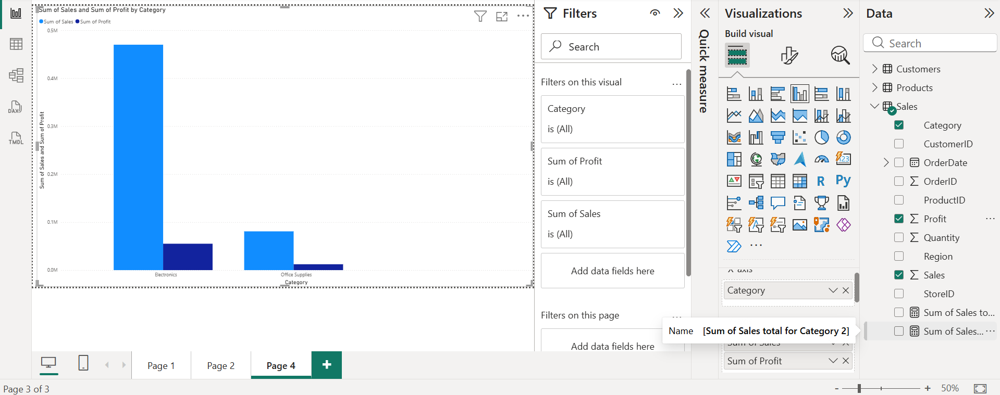 Sum of Sales and Sum of Profit by Category
Sum of Sales Sum of Profit
0.5M
0.4M
0.3M
0.2M
0.1M
0.0M
Sum of Sales and Sum of Profit
Electronics
Office Supplies
Category
DAX
TMDL
Filters
Search
Filters on this visual
...
Category
is (All)
Sum of Profit
is (All)
Sum of Sales
is (All)
Add data fields here
Filters on this page
...
Add data fields here
Quick measure
Visualizations
Build visual
123
R
Py
...
X-axis
Category
Name [Sum of Sales total for Category 2]
Sum of Sales
Sum of Profit
Data
Search
Customers
Products
Sales
Category
CustomerID
OrderDate
OrderID
ProductID
Profit ...
Quantity
Region
Sales
StoreID
Sum of Sales to...
Sum of Sales... ...
Page 1
Page 2
Page 4
+
Page 3 of 3
- + 50%